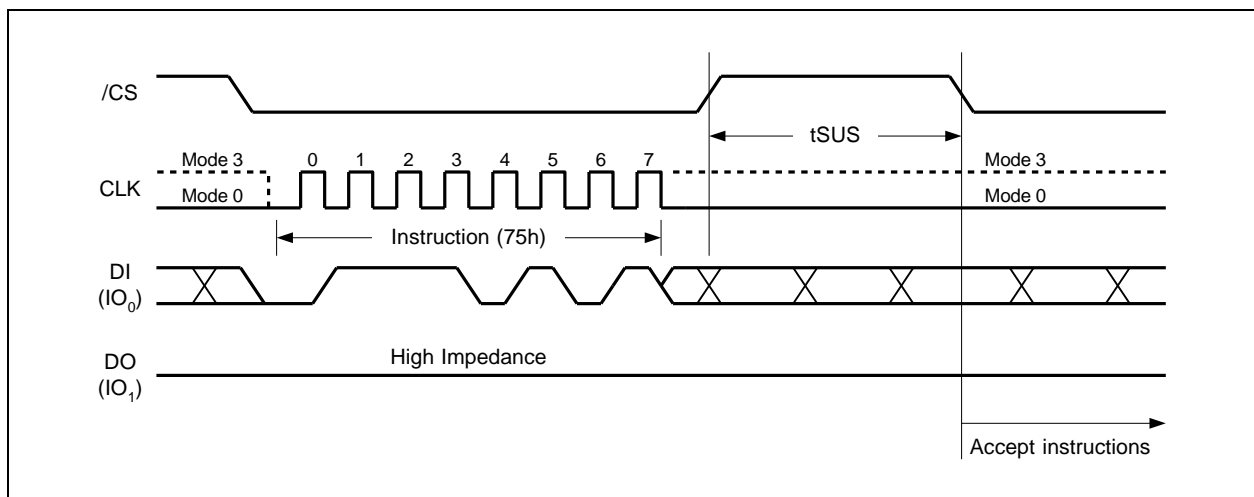 /CS
tSUS
Mode 3 0 1 2 3 4 5 6 7 Mode 3
CLK
Mode 0 Mode 0
Instruction (75h)
DI
(IO₀)
High Impedance
DO
(IO₁)
Accept instructions